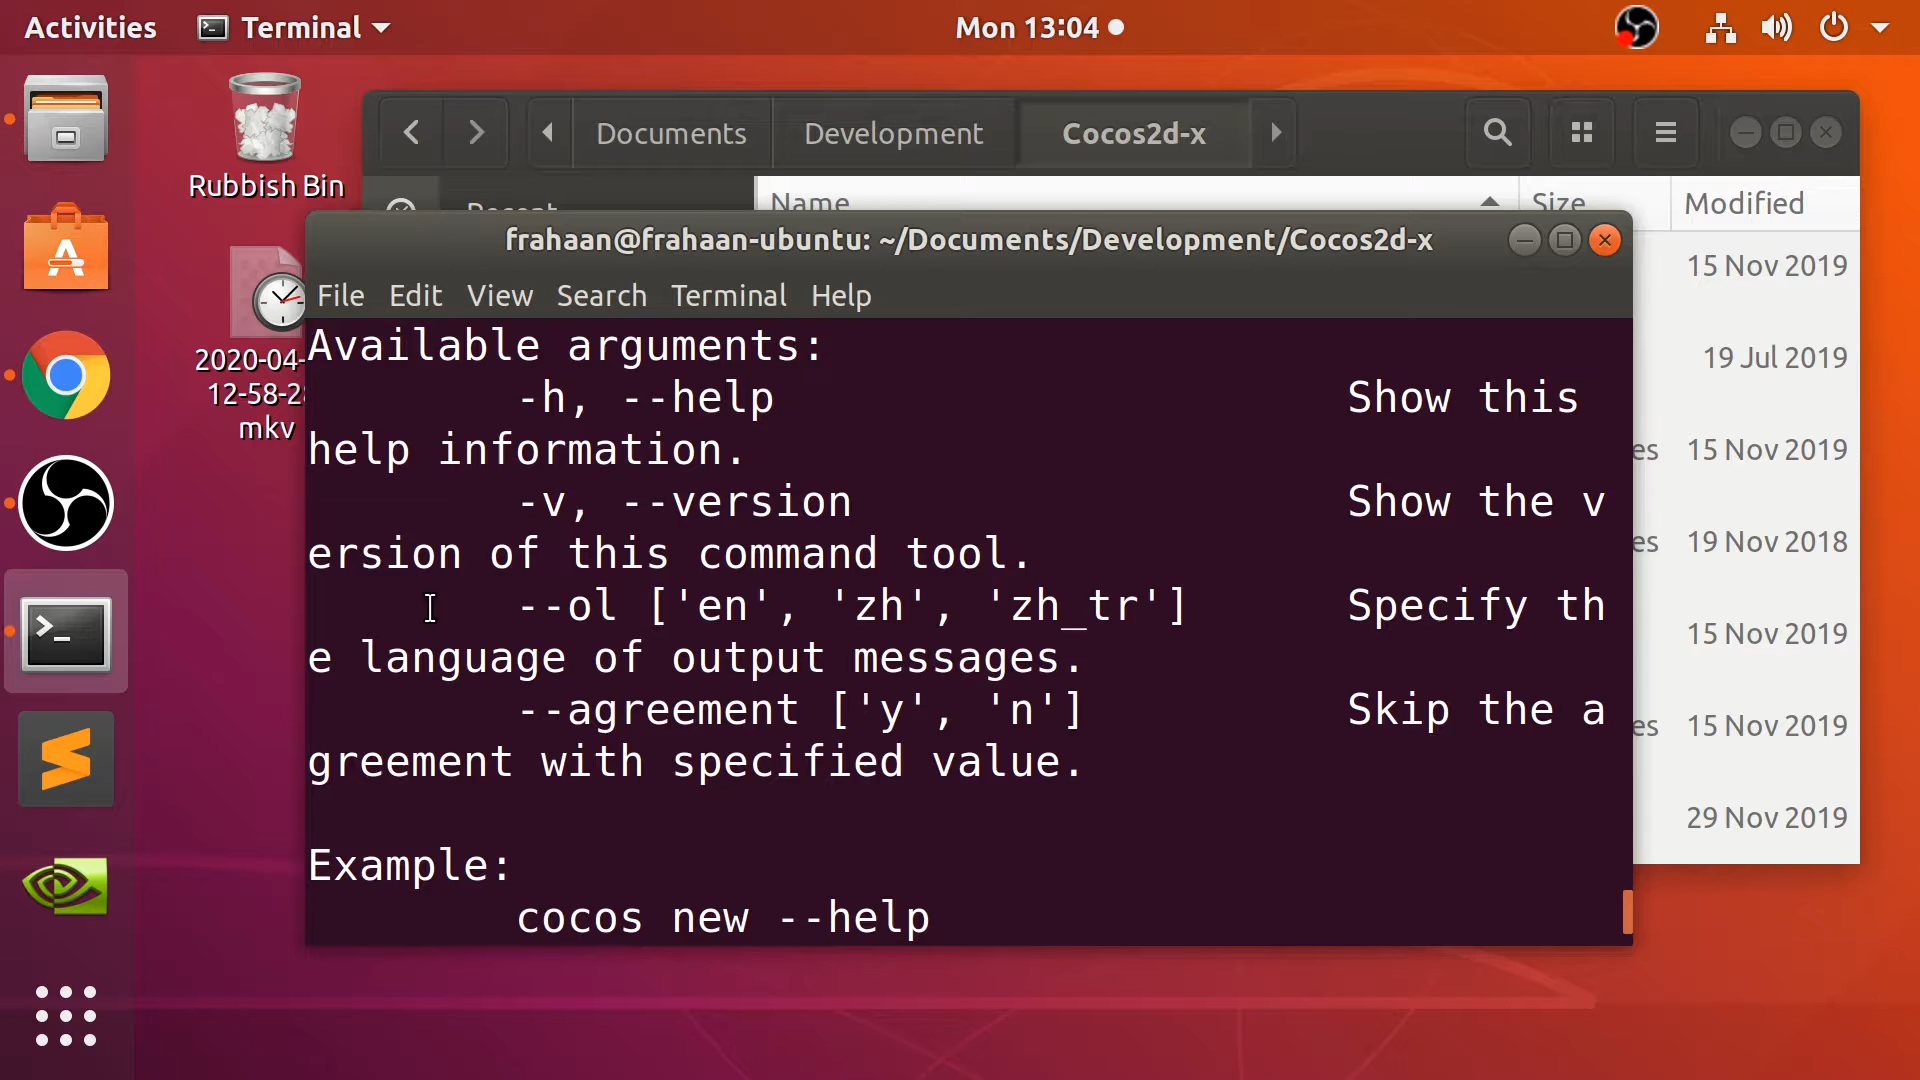 Activities
Terminal
Mon 13:04
Rubbish Bin
12-58-28
mkv
Documents
Development
Cocos2d-x
Name
Size
Modified
15 Nov 2019
19 Jul 2019
15 Nov 2019
19 Nov 2018
15 Nov 2019
15 Nov 2019
29 Nov 2019
frahaan@frahaan-ubuntu: ~/Documents/Development/Cocos2d-x
File Edit View Search Terminal Help
Available arguments:
-h, --help Show this
help information.
-v, --version Show the v
ersion of this command tool.
--ol ['en', 'zh', 'zh_tr'] Specify th
e language of output messages.
--agreement ['y', 'n'] Skip the a
greement with specified value.
Example:
cocos new --help